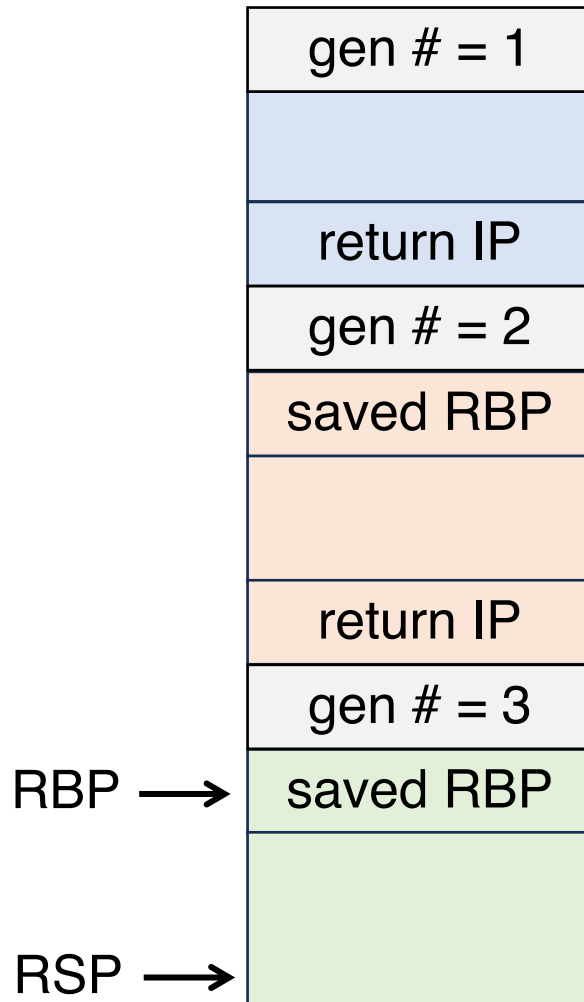 gen # = 1
return IP
gen # = 2
saved RBP
return IP
gen # = 3
RBP
saved RBP
RSP